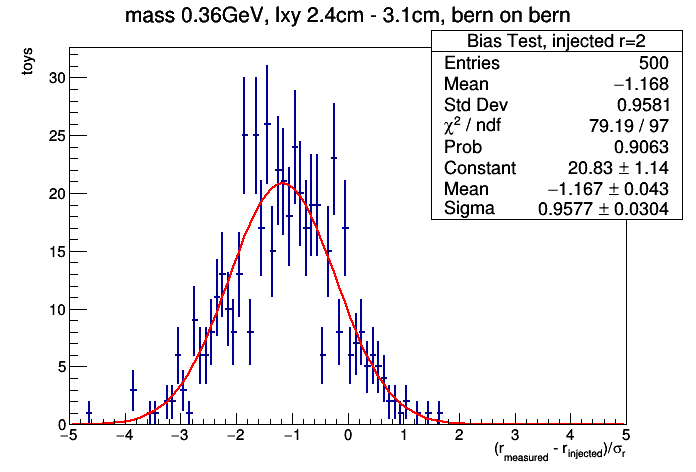 mass 0.36GeV, lxy 2.4cm - 3.1cm, bern on bern
Bias Test, injected r=2
Entries 500
Mean −1.168
Std Dev 0.9581
χ² / ndf 79.19 / 97
Prob 0.9063
Constant 20.83 ± 1.14
Mean −1.167 ± 0.043
Sigma 0.9577 ± 0.0304
toys
30
25
20
15
10
5
0
−5 −4 −3 −2 −1 0 1 2 3 4 5
(r_measured - r_injected)/σ_r